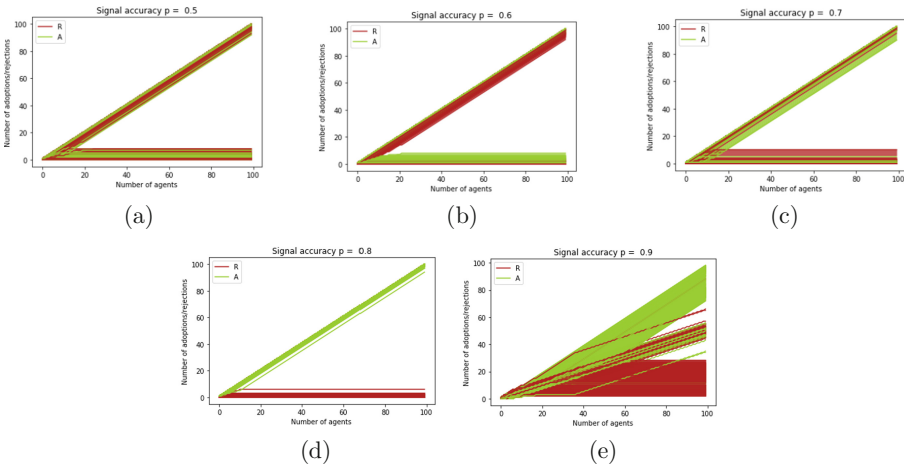 Signal accuracy p = 0.5
R
A
100
80
60
40
20
0
Number of adoptions/rejections
0 20 40 60 80 100
Number of agents
(a)
Signal accuracy p = 0.6
R
A
100
80
60
40
20
0
Number of adoptions/rejections
0 20 40 60 80 100
Number of agents
(b)
Signal accuracy p = 0.7
R
A
100
80
60
40
20
0
Number of adoptions/rejections
0 20 40 60 80 100
Number of agents
(c)
Signal accuracy p = 0.8
R
A
100
80
60
40
20
0
Number of adoptions/rejections
0 20 40 60 80 100
Number of agents
(d)
Signal accuracy p = 0.9
R
A
100
80
60
40
20
0
Number of adoptions/rejections
0 20 40 60 80 100
Number of agents
(e)